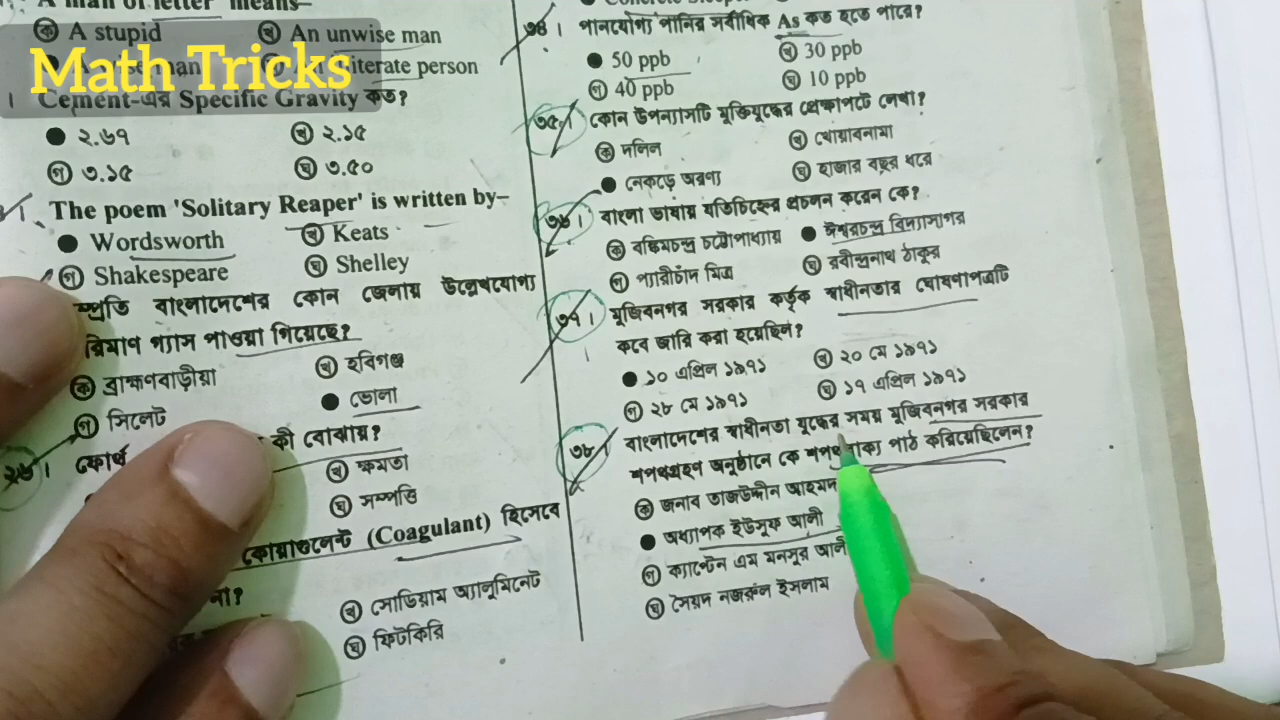 A man of letter means–
ক A stupid
খ An unwise man
literate person
Math Tricks
। Cement-এর Specific Gravity কত?
● ২.৬৭
খ ২.১৫
গ ৩.১৫
ঘ ৩.৫০
। The poem 'Solitary Reaper' is written by–
● Wordsworth
খ Keats
গ Shakespeare
ঘ Shelley
বাংলাদেশের কোন জেলায় উল্লেখযোগ্য
গ্যাস পাওয়া গিয়েছে?
ক ব্রাহ্মণবাড়ীয়া
খ হবিগঞ্জ
গ সিলেট
● ভোলা
২৬।
কী বোঝায়?
খ ক্ষমতা
ঘ সম্পত্তি
কোয়াগুলেন্ট (Coagulant) হিসেবে
না?
খ সোডিয়াম অ্যালুমিনেট
ঘ ফিটকিরি
৩৪। পানযোগ্য পানির সর্বাধিক As কত হতে পারে?
● 50 ppb
খ 30 ppb
গ 40 ppb
ঘ 10 ppb
৩৫। কোন উপন্যাসটি মুক্তিযুদ্ধের প্রেক্ষাপটে লেখা?
ক দলিল
খ খোয়াবনামা
● নেকড়ে অরণ্য
ঘ হাজার বছর ধরে
৩৬। বাংলা ভাষায় যতিচিহ্নের প্রচলন করেন কে?
ক বঙ্কিমচন্দ্র চট্টোপাধ্যায়
● ঈশ্বরচন্দ্র বিদ্যাসাগর
গ প্যারীচাঁদ মিত্র
ঘ রবীন্দ্রনাথ ঠাকুর
৩৭। মুজিবনগর সরকার কর্তৃক স্বাধীনতার ঘোষণাপত্রটি
কবে জারি করা হয়েছিল?
● ১০ এপ্রিল ১৯৭১
খ ২০ মে ১৯৭১
গ ২৮ মে ১৯৭১
ঘ ১৭ এপ্রিল ১৯৭১
৩৮। বাংলাদেশের স্বাধীনতা যুদ্ধের সময় মুজিবনগর সরকার
শপথগ্রহণ অনুষ্ঠানে কে শপথবাক্য পাঠ করিয়েছিলেন?
ক জনাব তাজউদ্দীন আহমদ
● অধ্যাপক ইউসুফ আলী
গ ক্যাপ্টেন এম মনসুর আলী
ঘ সৈয়দ নজরুল ইসলাম